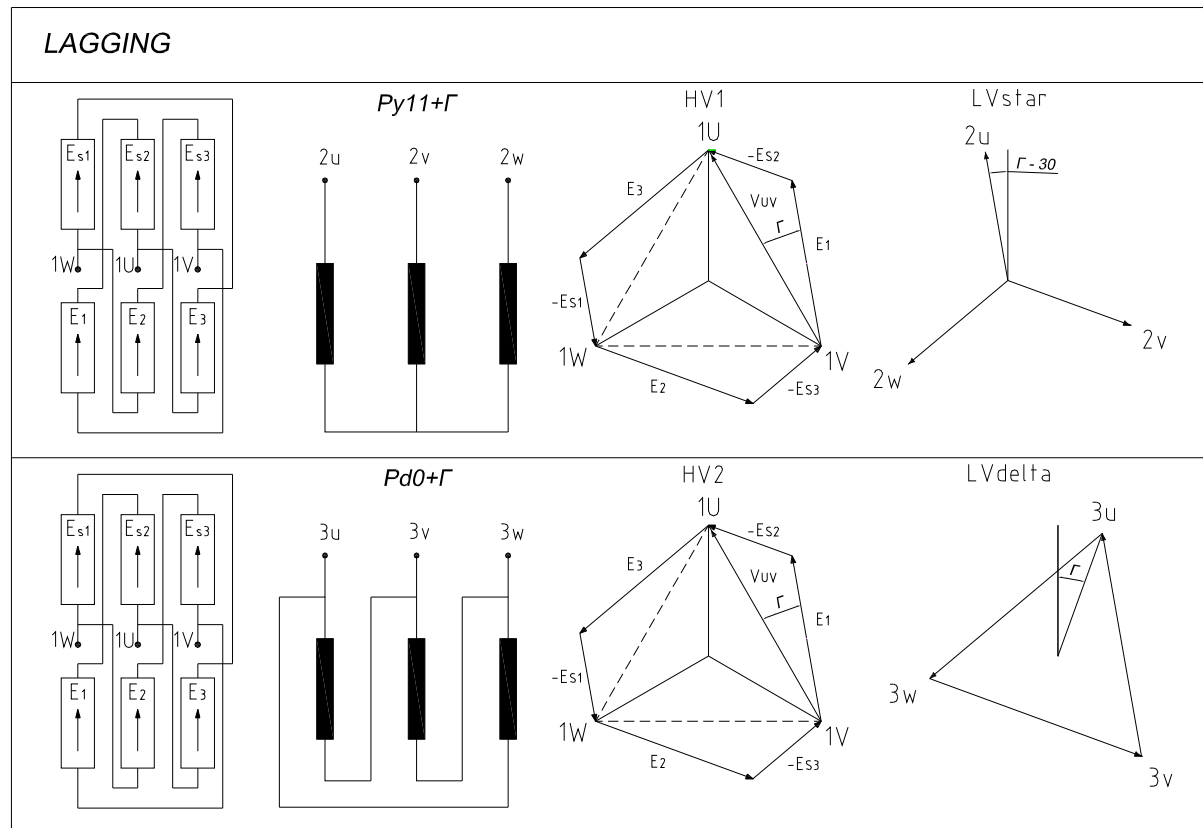 LAGGING
Py11+Γ
HV1
LVstar
Es1 Es2 Es3
1W 1U 1V
E1 E2 E3
2u 2v 2w
1U
-Es2
E3
Vuv
Γ
E1
-Es1
1W
1V
E2
-Es3
2u
Γ - 30
2v
2w
Pd0+Γ
HV2
LVdelta
Es1 Es2 Es3
1W 1U 1V
E1 E2 E3
3u 3v 3w
1U
-Es2
E3
Vuv
Γ
E1
-Es1
1W
1V
E2
-Es3
3u
Γ
3w
3v